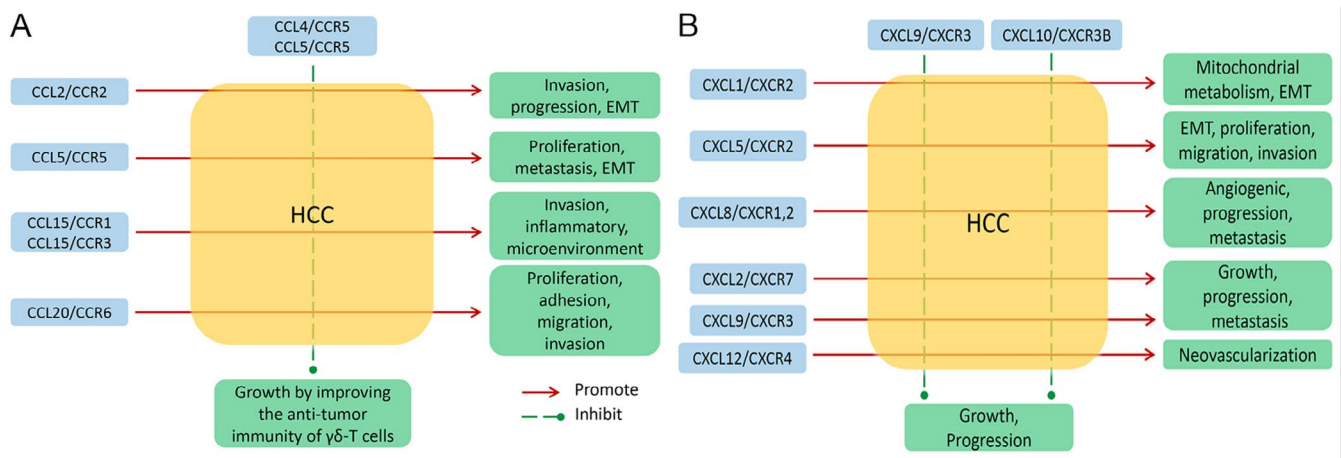 A
CCL4/CCR5
CCL5/CCR5
CCL2/CCR2
Invasion,
progression, EMT
CCL5/CCR5
Proliferation,
metastasis, EMT
HCC
CCL15/CCR1
CCL15/CCR3
Invasion,
inflammatory,
microenvironment
CCL20/CCR6
Proliferation,
adhesion,
migration,
invasion
Growth by improving
the anti-tumor
immunity of γδ-T cells
Promote
Inhibit
B
CXCL9/CXCR3
CXCL10/CXCR3B
CXCL1/CXCR2
Mitochondrial
metabolism, EMT
CXCL5/CXCR2
EMT, proliferation,
migration, invasion
CXCL8/CXCR1,2
Angiogenic,
progression,
metastasis
HCC
CXCL2/CXCR7
CXCL9/CXCR3
Growth,
progression,
metastasis
CXCL12/CXCR4
Neovascularization
Growth,
Progression